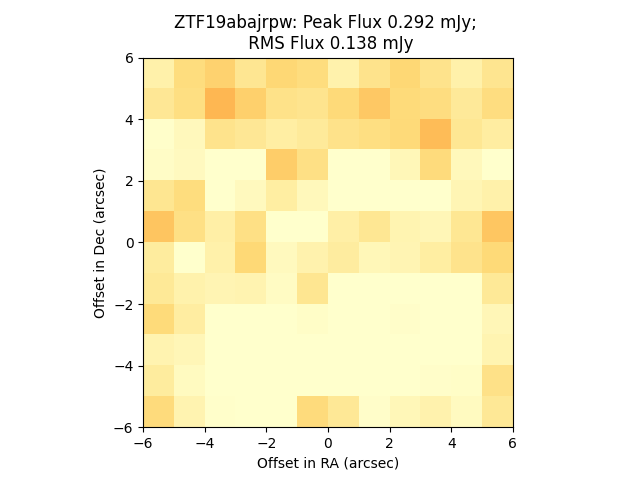 ZTF19abajrpw: Peak Flux 0.292 mJy;
RMS Flux 0.138 mJy
6
4
2
0
−2
−4
−6
Offset in Dec (arcsec)
−6 −4 −2 0 2 4 6
Offset in RA (arcsec)